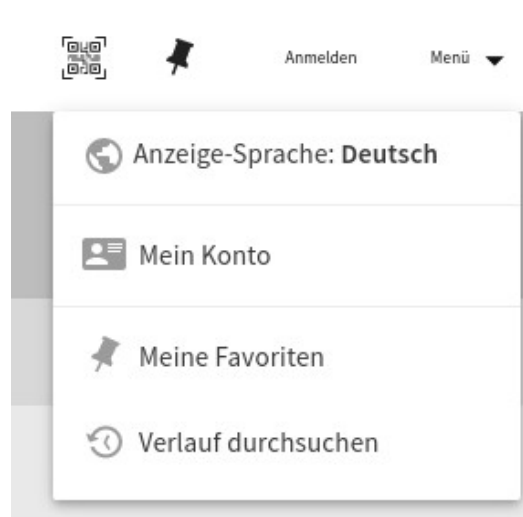 Anmelden Menü
Anzeige-Sprache: Deutsch
Mein Konto
Meine Favoriten
Verlauf durchsuchen